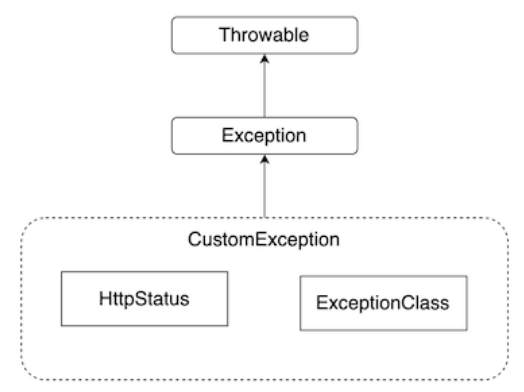 Throwable
Exception
CustomException
HttpStatus
ExceptionClass